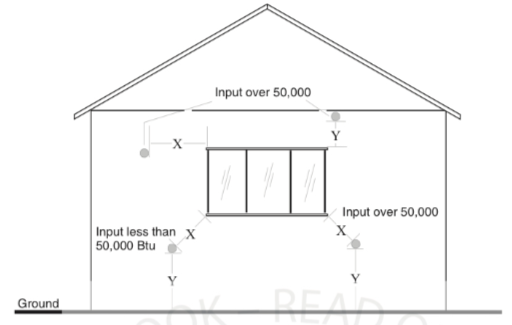 Input over 50,000
Y
X
Input over 50,000
Input less than
50,000 Btu
X
X
Y
Y
Ground
OOK
READ